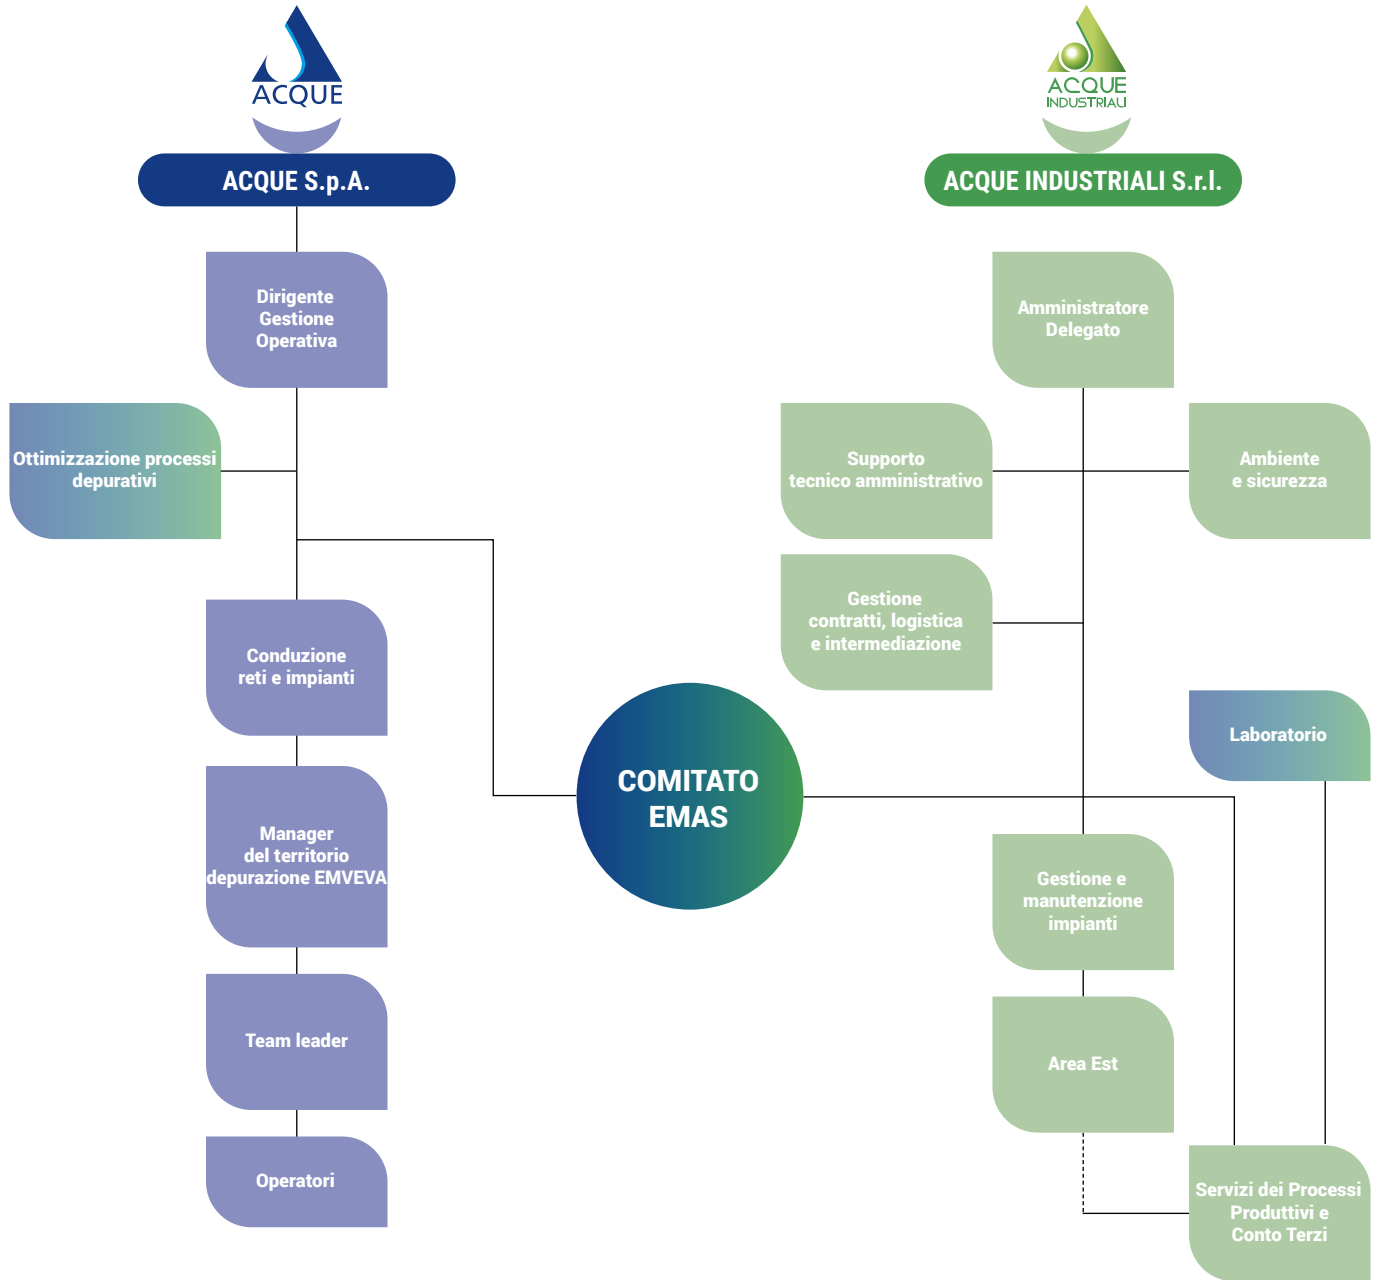 ACQUE
ACQUE S.p.A.
Dirigente
Gestione
Operativa
Ottimizzazione processi
depurativi
Conduzione
reti e impianti
Manager
del territorio
depurazione EMVEVA
Team leader
Operatori
COMITATO
EMAS
ACQUE
INDUSTRIALI
ACQUE INDUSTRIALI S.r.l.
Amministratore
Delegato
Supporto
tecnico amministrativo
Ambiente
e sicurezza
Gestione
contratti, logistica
e intermediazione
Laboratorio
Gestione e
manutenzione
impianti
Area Est
Servizi dei Processi
Produttivi e
Conto Terzi